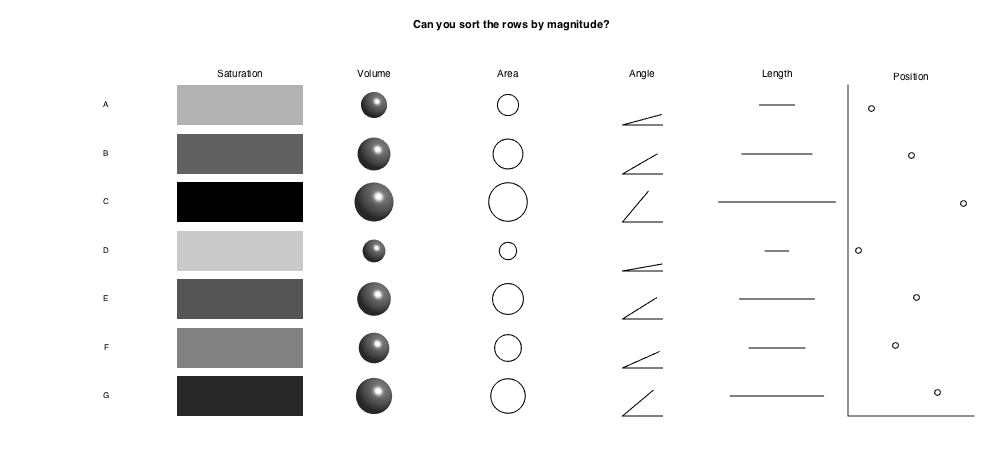 Can you sort the rows by magnitude?
Saturation Volume Area Angle Length Position
A
B
C
D
E
F
G